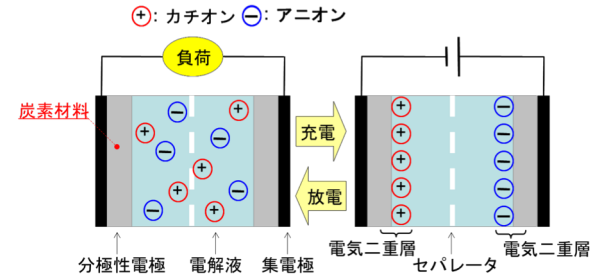 +：カチオン －：アニオン
負荷
炭素材料
充電
放電
分極性電極 電解液 集電極
電気二重層 セパレータ 電気二重層